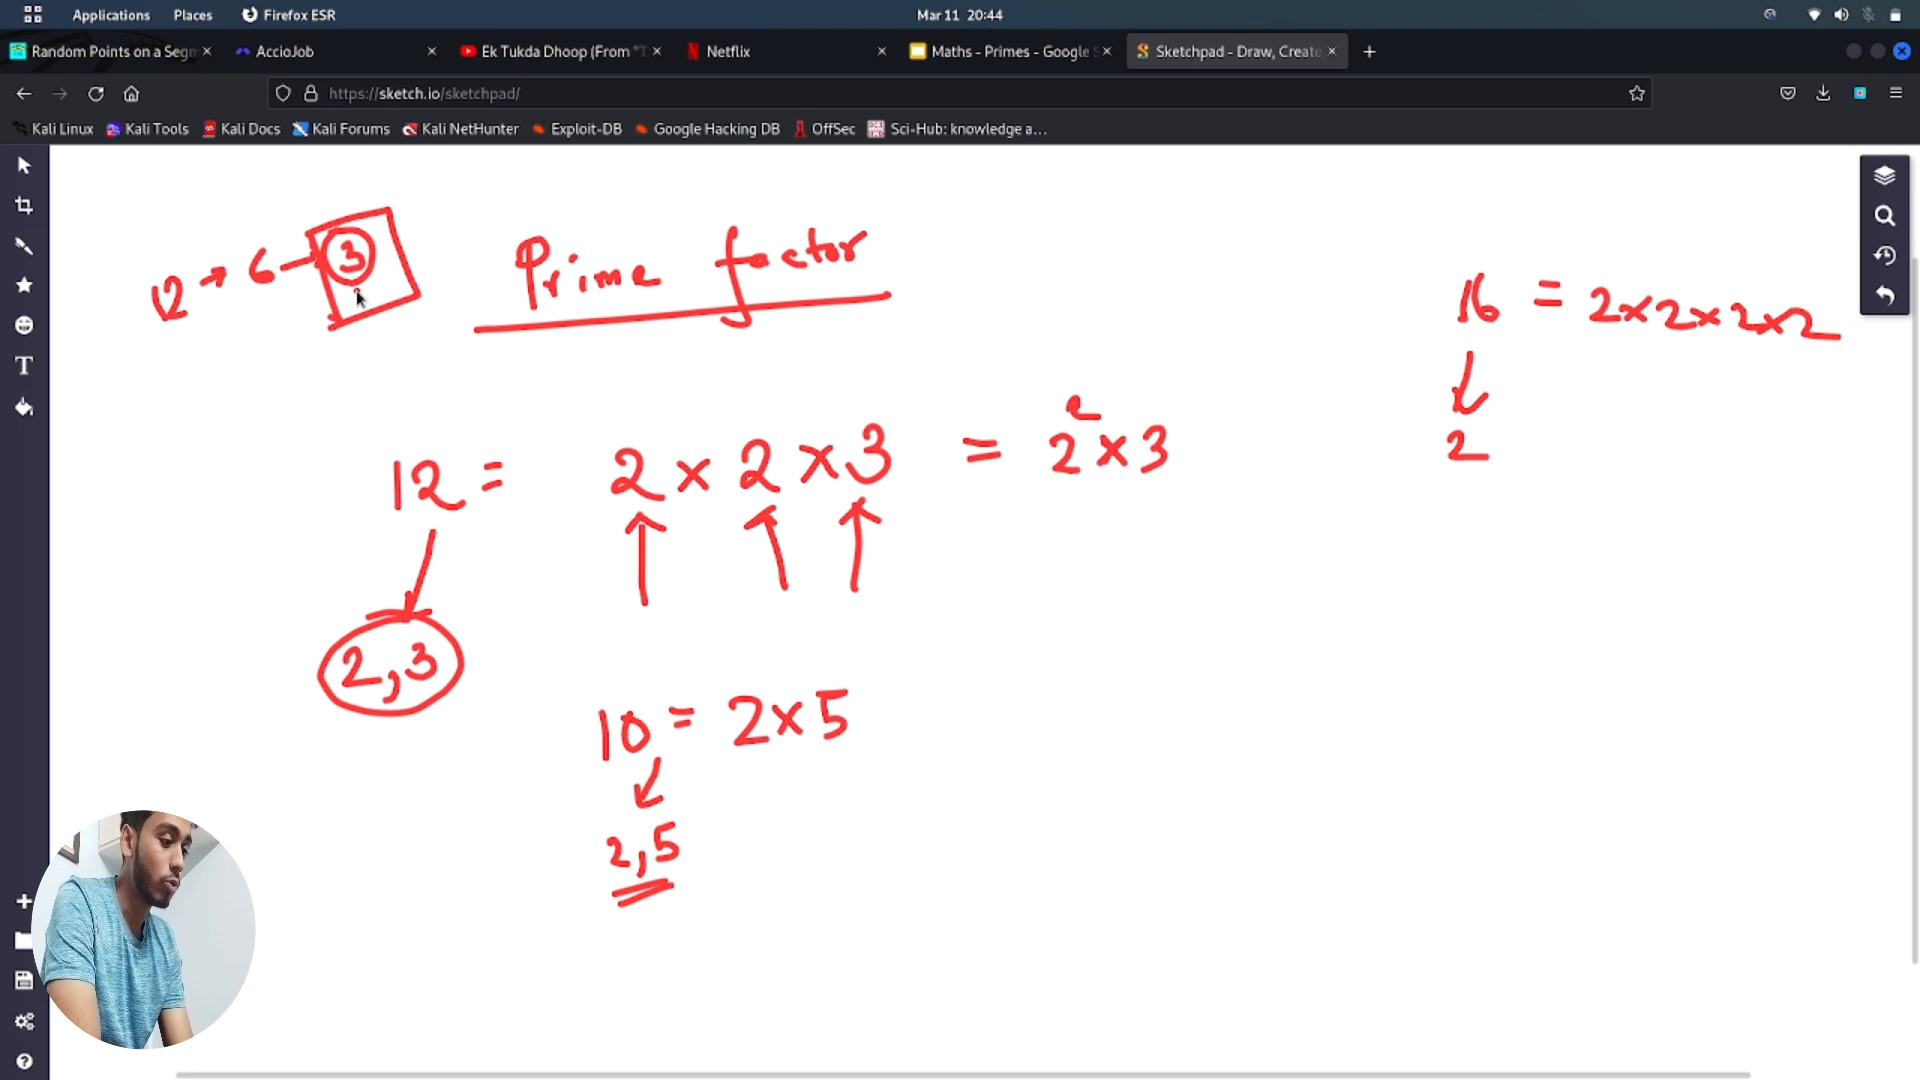 Applications Places Firefox ESR Mar 11 20:44
Random Points on a Segn AccioJob Ek Tukda Dhoop (From "T Netflix Maths - Primes - Google S Sketchpad - Draw, Create,
https://sketch.io/sketchpad/
Kali Linux Kali Tools Kali Docs Kali Forums Kali NetHunter Exploit-DB Google Hacking DB OffSec Sci-Hub: knowledge a...
12 → 6 – 3 Prime factor
16 = 2×2×2×2
2
12 = 2 × 2 × 3 = 2² × 3
2,3
10 = 2×5
2,5